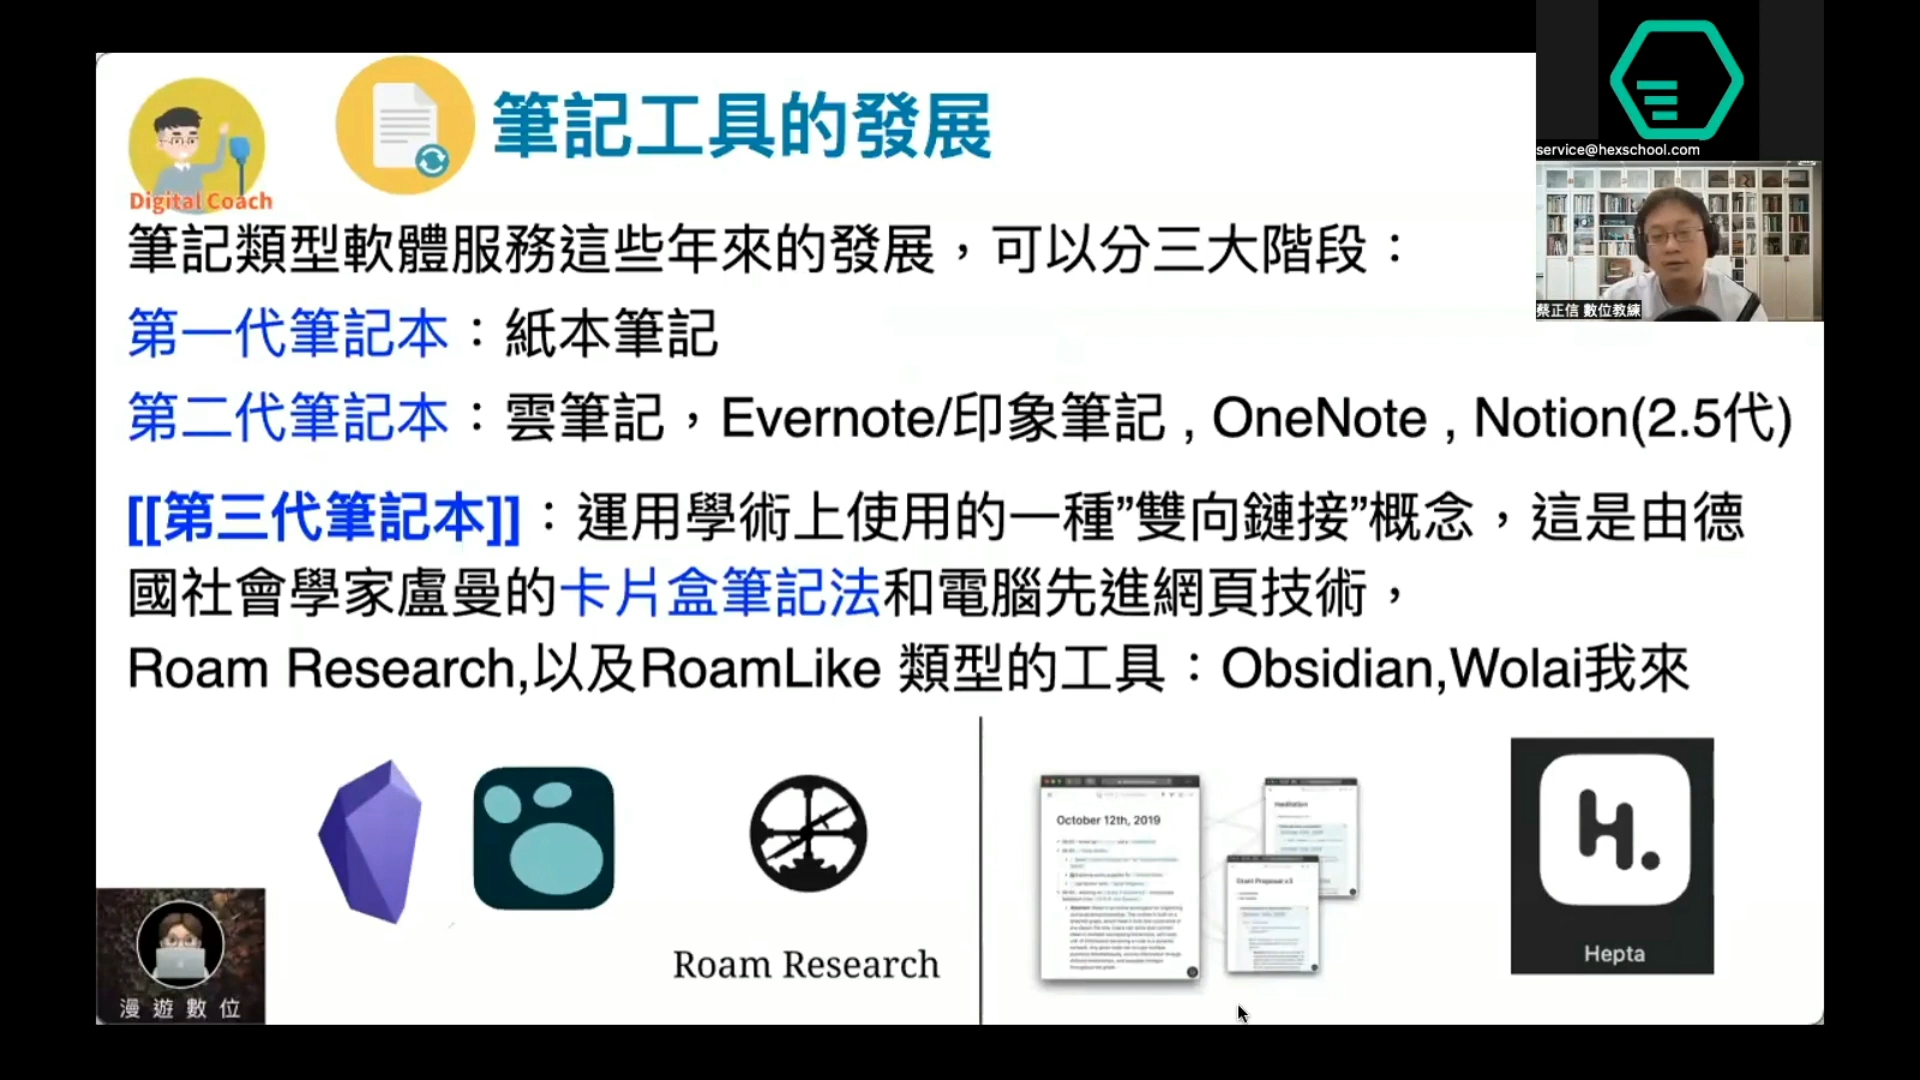 筆記工具的發展
Digital Coach
service@hexschool.com
蔡正信 數位教練
筆記類型軟體服務這些年來的發展，可以分三大階段：
第一代筆記本：紙本筆記
第二代筆記本：雲筆記，Evernote/印象筆記 , OneNote , Notion(2.5代)
[[第三代筆記本]]：運用學術上使用的一種”雙向鏈接”概念，這是由德
國社會學家盧曼的卡片盒筆記法和電腦先進網頁技術，
Roam Research,以及RoamLike 類型的工具：Obsidian,Wolai我來
Roam Research
October 12th, 2019
meditation
Grant Proposal v.3
H.
Hepta
漫遊數位